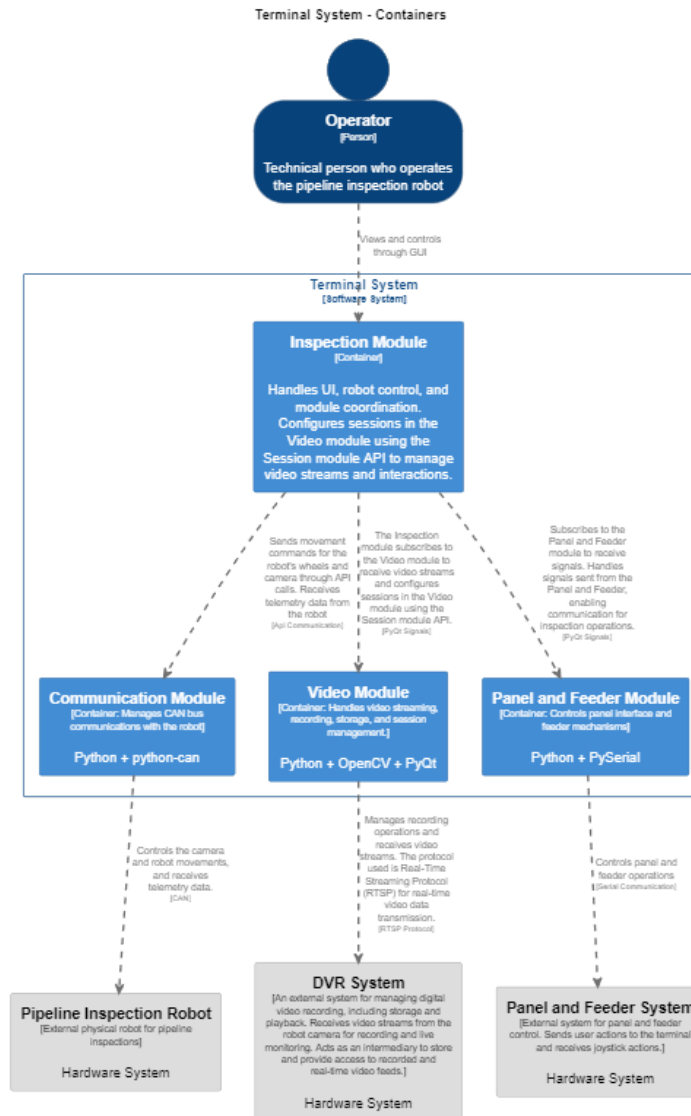 Terminal System - Containers
Operator
[Person]
Technical person who operates
the pipeline inspection robot
Views and controls
through GUI
Terminal System
[Software System]
Inspection Module
[Container]
Handles UI, robot control, and
module coordination.
Configures sessions in the
Video module using the
Session module API to manage
video streams and interactions.
Sends movement
commands for the
robot's wheels and
camera through API
calls. Receives
telemetry data from
the robot
[Api Communication]
The Inspection
module subscribes to
the Video module to
receive video streams
and configures
sessions in the Video
module using the
Session module API.
[PyQt Signals]
Subscribes to the
Panel and Feeder
module to receive
signals. Handles
signals sent from the
Panel and Feeder,
enabling
communication for
inspection operations.
[PyQt Signals]
Communication Module
[Container: Manages CAN bus
communications with the robot]
Python + python-can
Video Module
[Container: Handles video streaming,
recording, storage, and session
management.]
Python + OpenCV + PyQt
Panel and Feeder Module
[Container: Controls panel interface and
feeder mechanisms]
Python + PySerial
Controls the camera
and robot movements,
and receives
telemetry data.
[CAN]
Manages recording
operations and
receives video
streams. The protocol
used is Real-Time
Streaming Protocol
(RTSP) for real-time
video data
transmission.
[RTSP Protocol]
Controls panel and
feeder operations
[Serial Communication]
Pipeline Inspection Robot
[External physical robot for pipeline
inspections]
Hardware System
DVR System
[An external system for managing digital
video recording, including storage and
playback. Receives video streams from the
robot camera for recording and live
monitoring. Acts as an intermediary to store
and provide access to recorded and
real-time video feeds.]
Hardware System
Panel and Feeder System
[External system for panel and feeder
control. Sends user actions to the terminal
and receives joystick actions.]
Hardware System